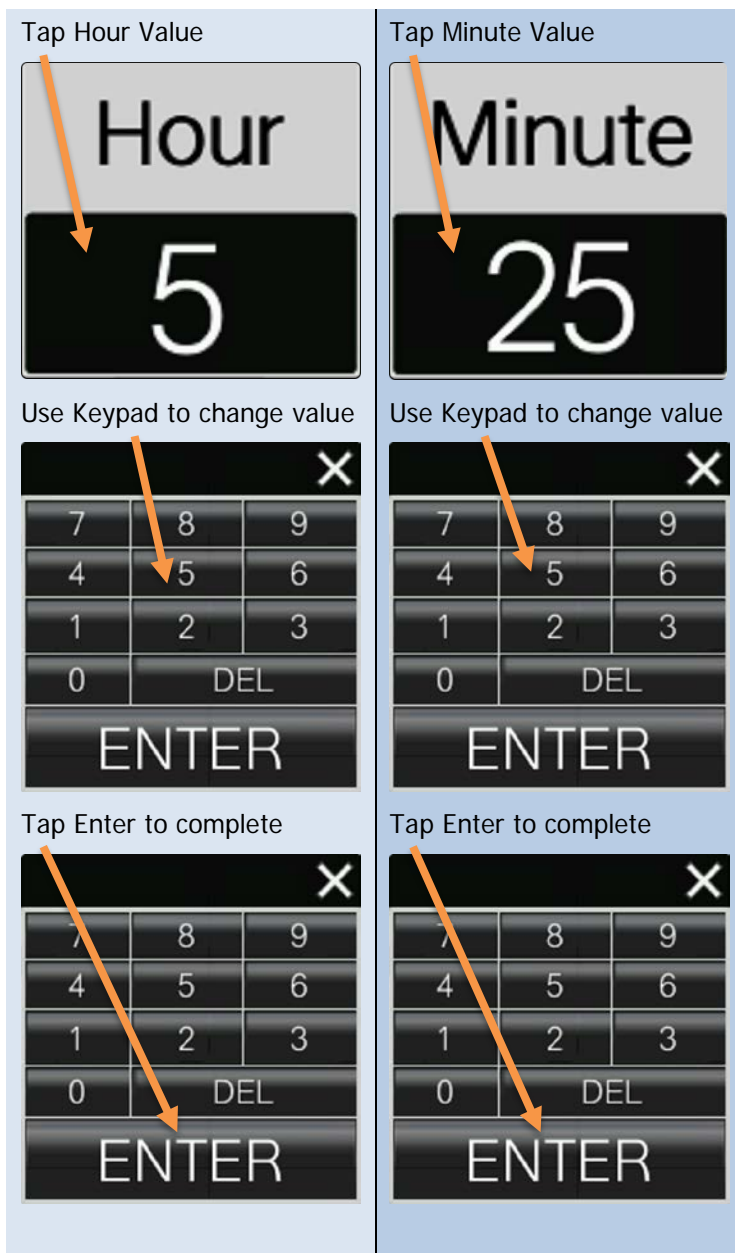 Tap Hour Value
Hour
5
Use Keypad to change value
X
7 8 9
4 5 6
1 2 3
0 DEL
ENTER
Tap Enter to complete
X
7 8 9
4 5 6
1 2 3
0 DEL
ENTER
Tap Minute Value
Minute
25
Use Keypad to change value
X
7 8 9
4 5 6
1 2 3
0 DEL
ENTER
Tap Enter to complete
X
7 8 9
4 5 6
1 2 3
0 DEL
ENTER